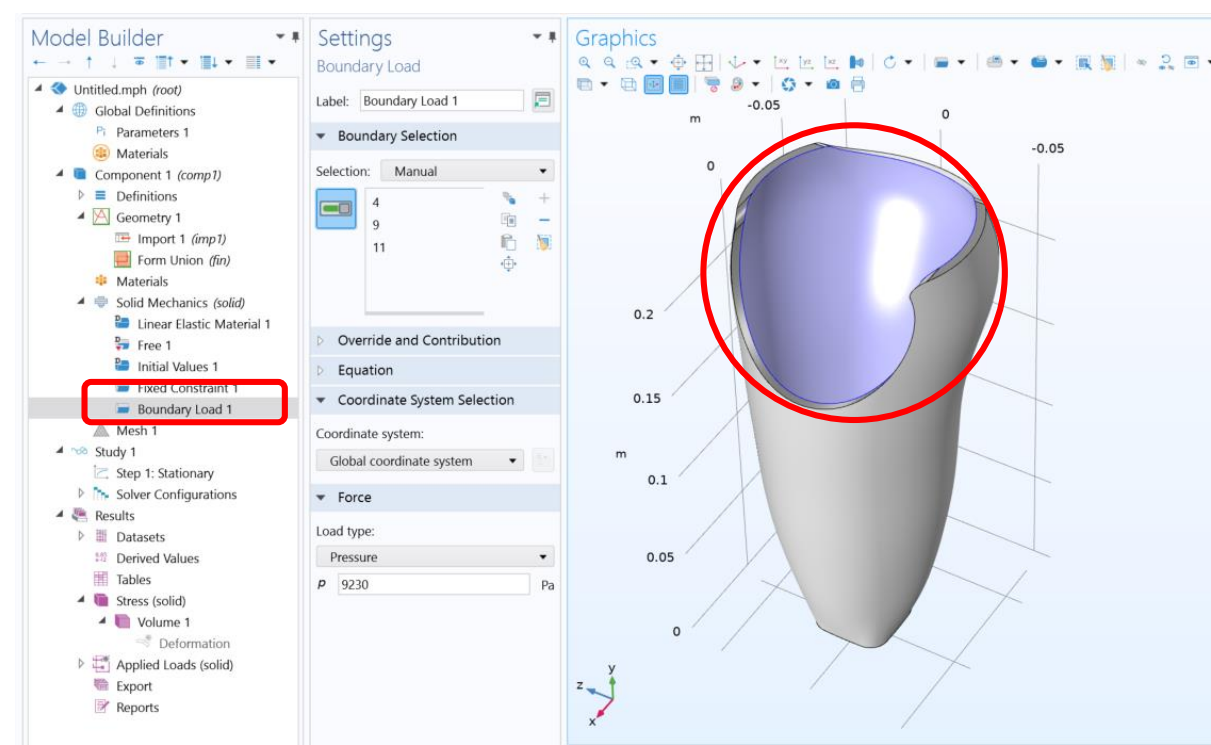 Model Builder
Untitled.mph (root)
Global Definitions
Pi Parameters 1
Materials
Component 1 (comp1)
Definitions
Geometry 1
Import 1 (imp1)
Form Union (fin)
Materials
Solid Mechanics (solid)
Linear Elastic Material 1
Free 1
Initial Values 1
Fixed Constraint 1
Boundary Load 1
Mesh 1
Study 1
Step 1: Stationary
Solver Configurations
Results
Datasets
Derived Values
Tables
Stress (solid)
Volume 1
Deformation
Applied Loads (solid)
Export
Reports
Settings
Boundary Load
Label: Boundary Load 1
Boundary Selection
Selection: Manual
4
9
11
Override and Contribution
Equation
Coordinate System Selection
Coordinate system:
Global coordinate system
Force
Load type:
Pressure
p 9230 Pa
Graphics
-0.05
m
0
-0.05
0
0.2
0.15
m
0.1
0.05
0
y
z
x